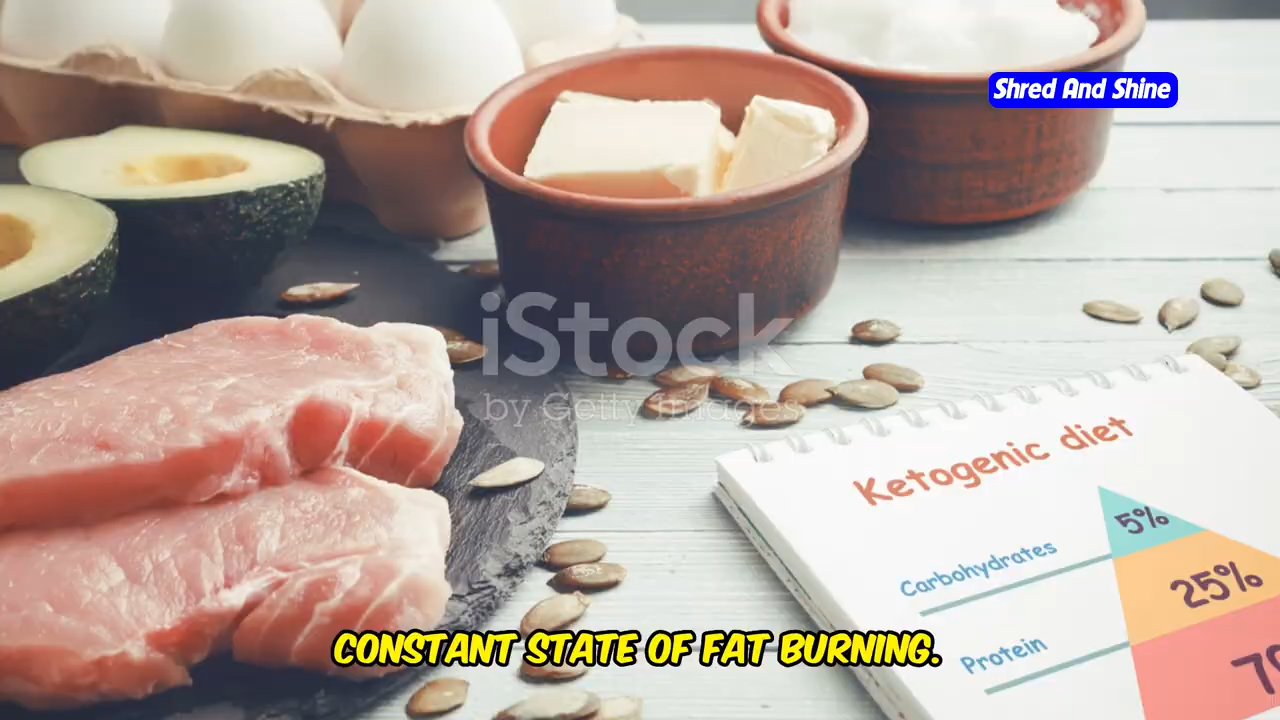 Shred And Shine
iStock
by Getty Images
Ketogenic diet
5%
Carbohydrates
25%
Protein
CONSTANT STATE OF FAT BURNING.